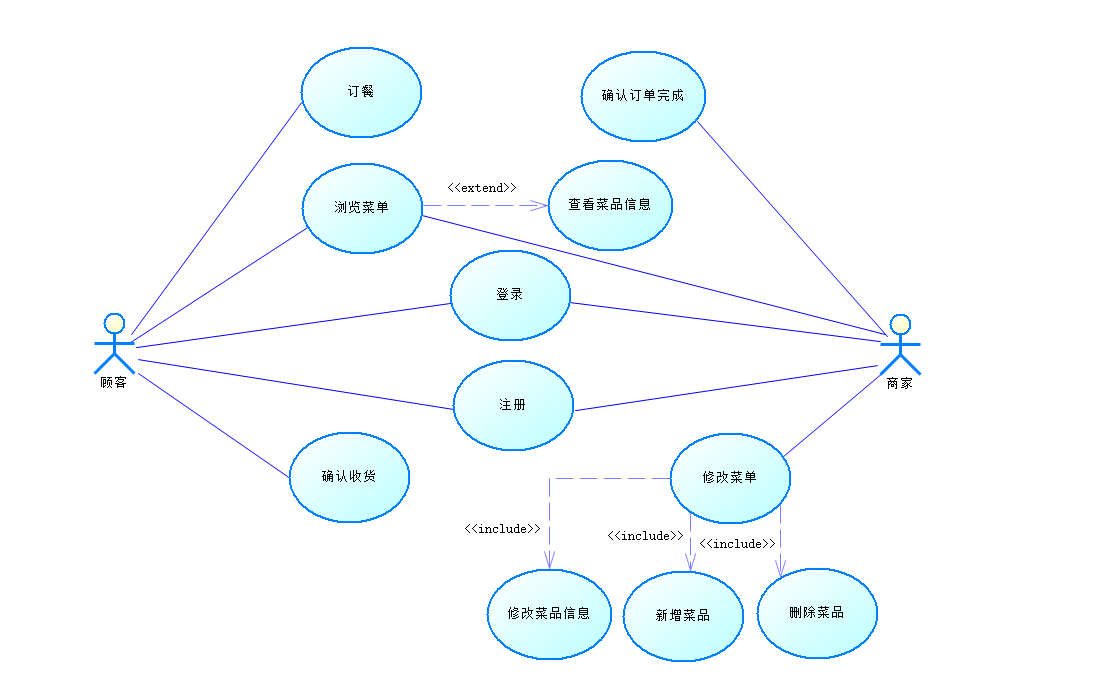 订餐
确认订单完成
浏览菜单
<<extend>>
查看菜品信息
登录
顾客
商家
注册
确认收货
修改菜单
<<include>>
<<include>>
<<include>>
修改菜品信息
新增菜品
删除菜品